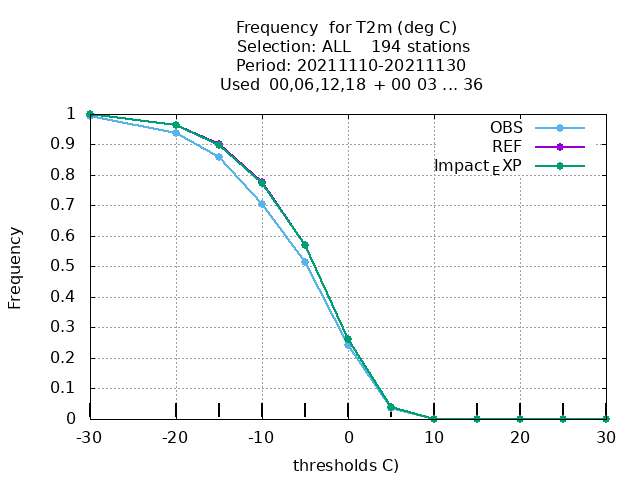 Frequency  for T2m (deg C)
Selection: ALL    194 stations
Period: 20211110-20211130
Used  00,06,12,18  + 00 03 ... 36
OBS
REF
Impact_EXP
Frequency
1
0.9
0.8
0.7
0.6
0.5
0.4
0.3
0.2
0.1
0
-30 -20 -10 0 10 20 30
thresholds C)